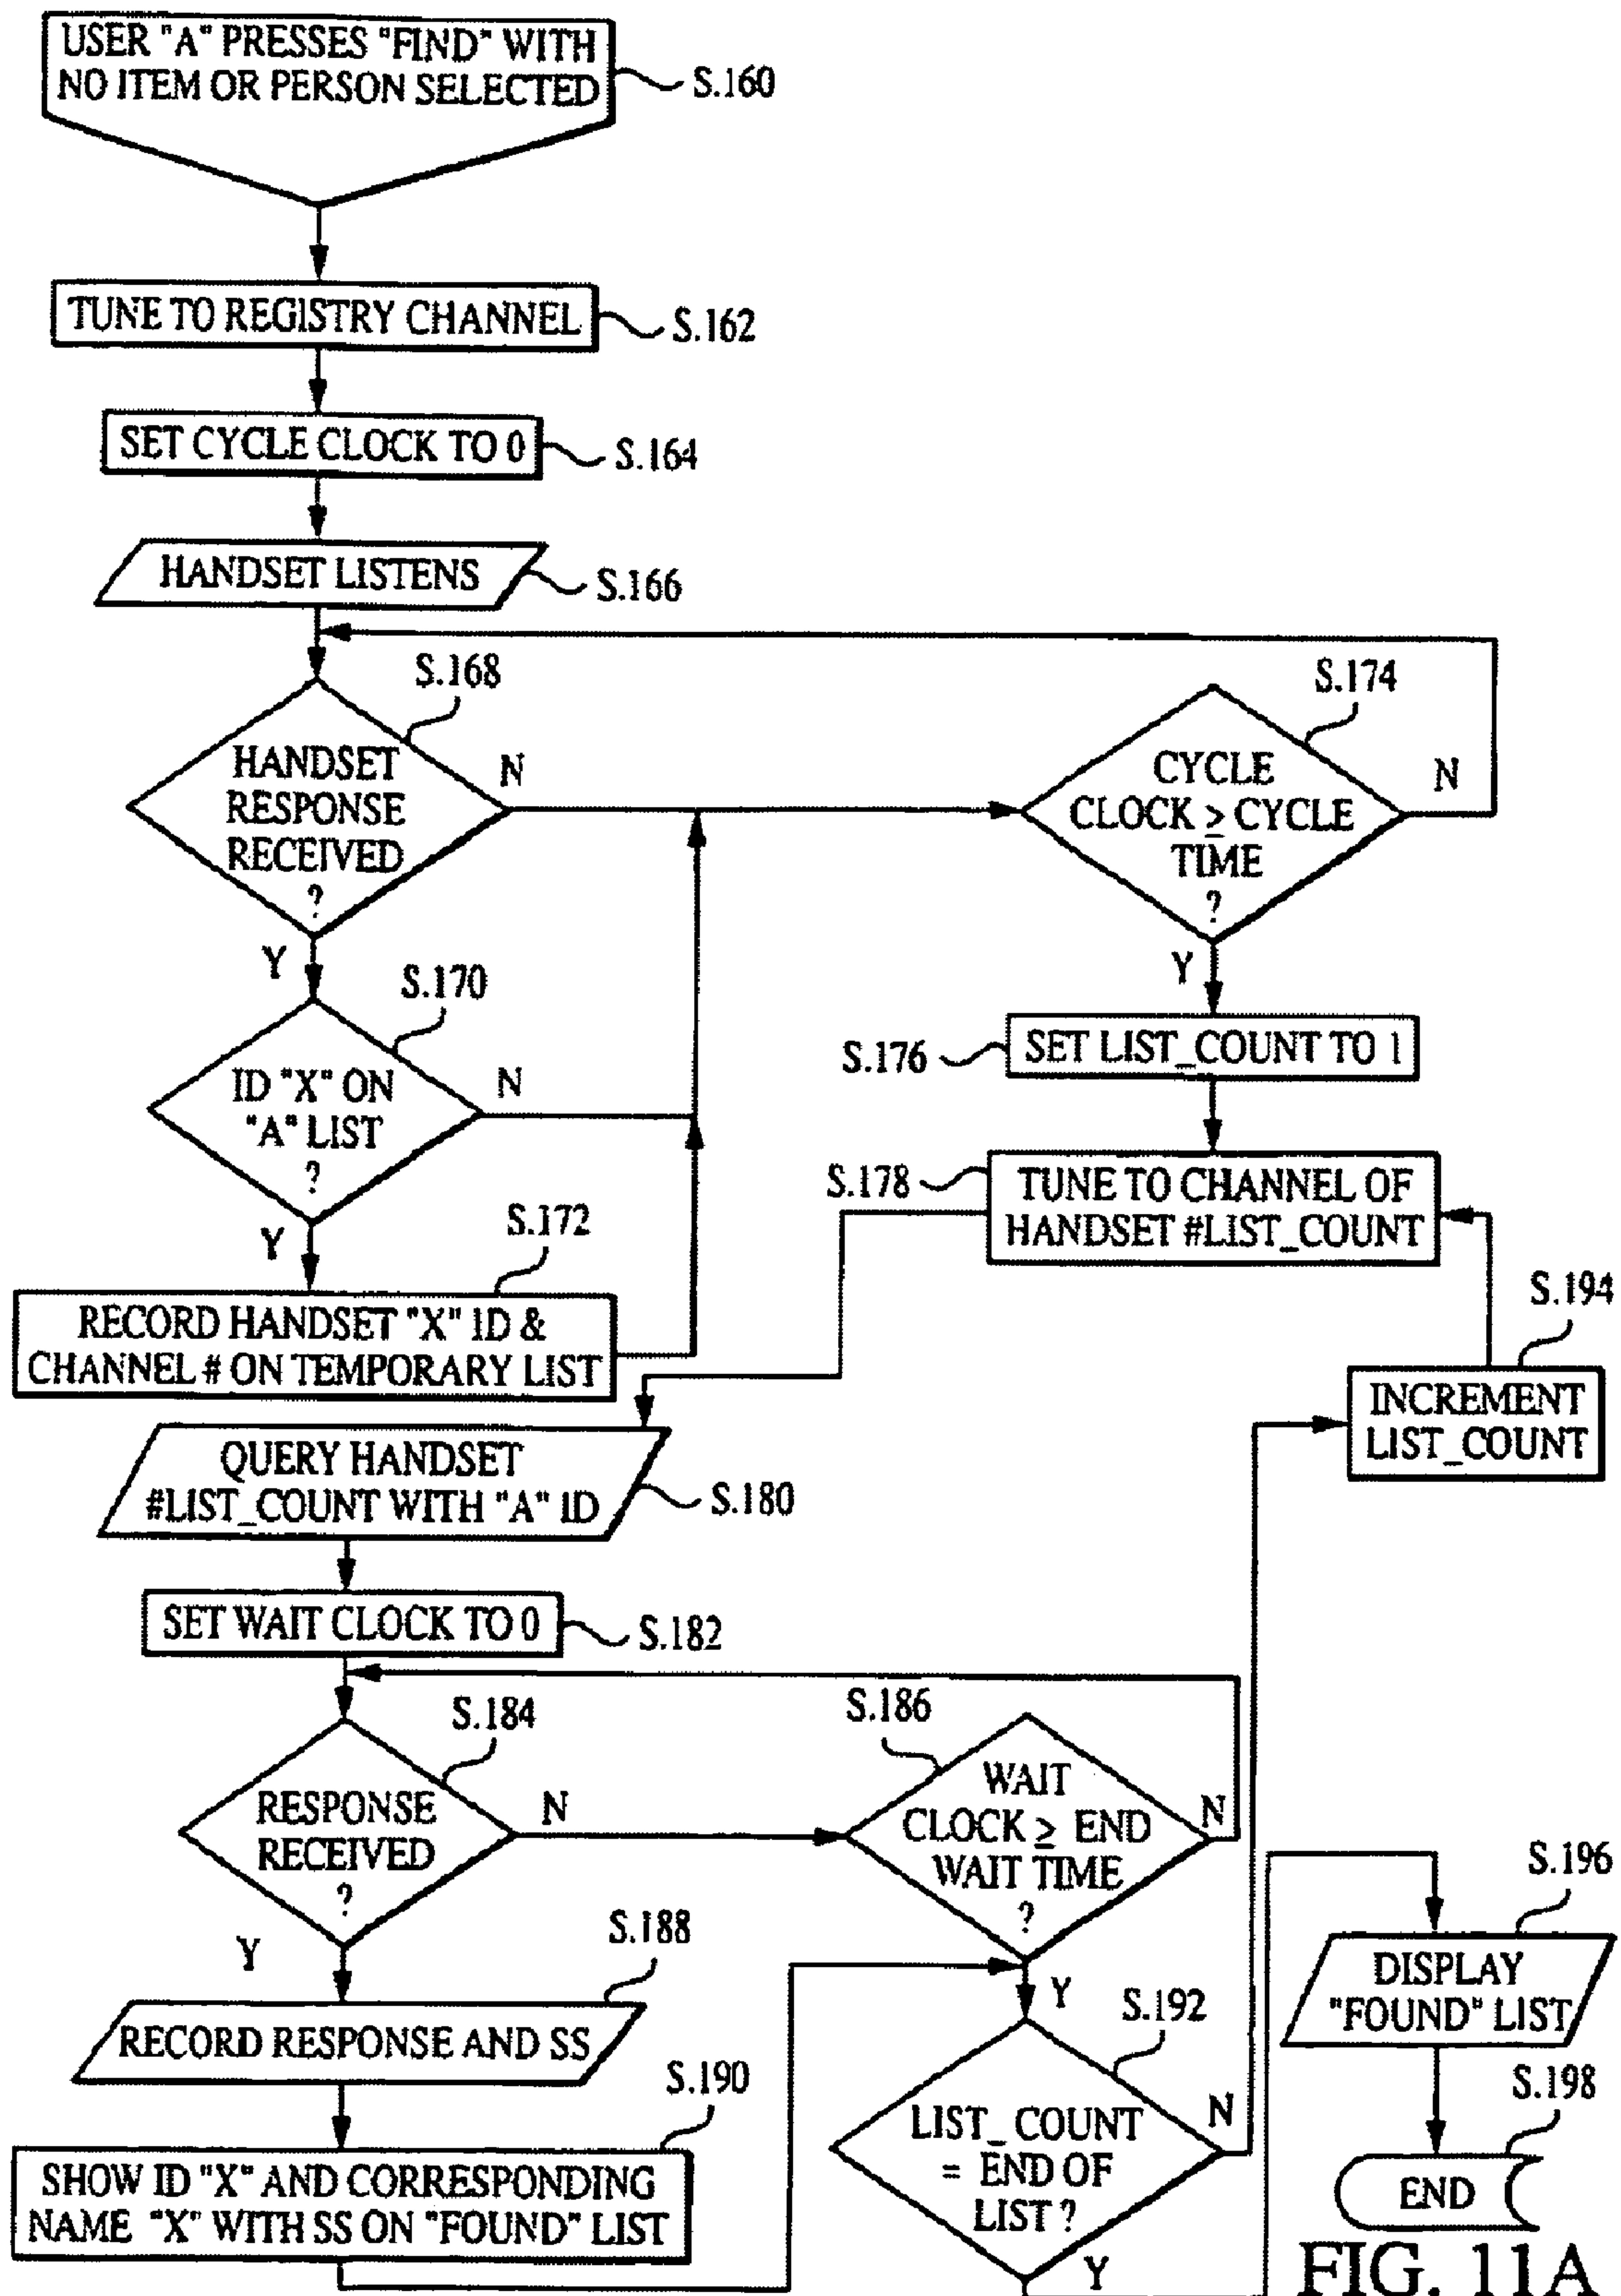 USER "A" PRESSES "FIND" WITH
NO ITEM OR PERSON SELECTED
S.160
TUNE TO REGISTRY CHANNEL
S.162
SET CYCLE CLOCK TO 0
S.164
HANDSET LISTENS
S.166
S.168
HANDSET
RESPONSE
RECEIVED
?
N
Y
S.174
CYCLE
CLOCK ≥ CYCLE
TIME
?
N
Y
S.170
ID "X" ON
"A" LIST
?
N
Y
S.176
SET LIST_COUNT TO 1
S.178
TUNE TO CHANNEL OF
HANDSET #LIST_COUNT
S.172
RECORD HANDSET "X" ID &
CHANNEL # ON TEMPORARY LIST
S.194
INCREMENT
LIST_COUNT
QUERY HANDSET
#LIST_COUNT WITH "A" ID
S.180
SET WAIT CLOCK TO 0
S.182
S.184
RESPONSE
RECEIVED
?
N
Y
S.186
WAIT
CLOCK ≥ END
WAIT TIME
?
N
Y
S.188
RECORD RESPONSE AND SS
S.190
SHOW ID "X" AND CORRESPONDING
NAME "X" WITH SS ON "FOUND" LIST
S.192
LIST_COUNT
= END OF
LIST ?
N
Y
S.196
DISPLAY
"FOUND" LIST
S.198
END
FIG. 11A